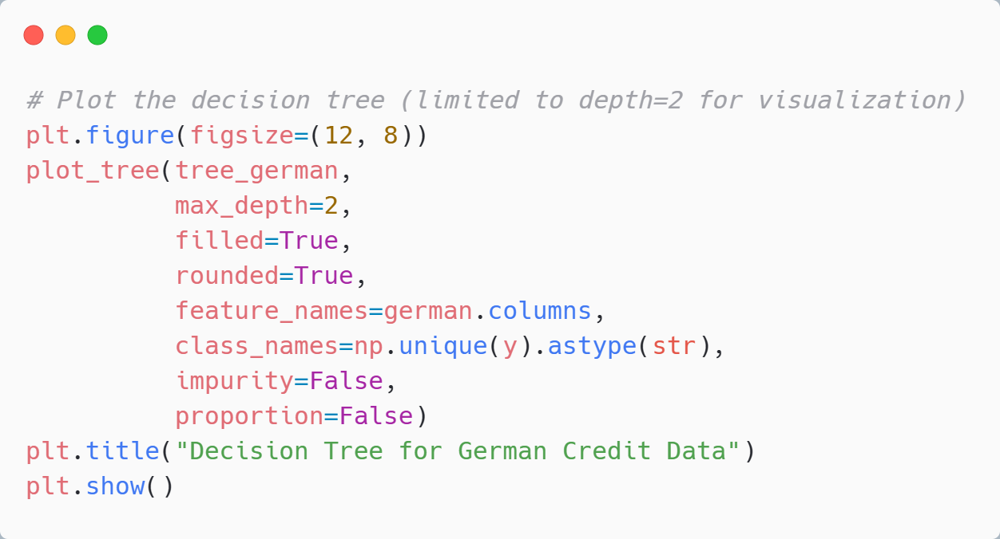 # Plot the decision tree (limited to depth=2 for visualization)
plt.figure(figsize=(12, 8))
plot_tree(tree_german,
          max_depth=2,
          filled=True,
          rounded=True,
          feature_names=german.columns,
          class_names=np.unique(y).astype(str),
          impurity=False,
          proportion=False)
plt.title("Decision Tree for German Credit Data")
plt.show()